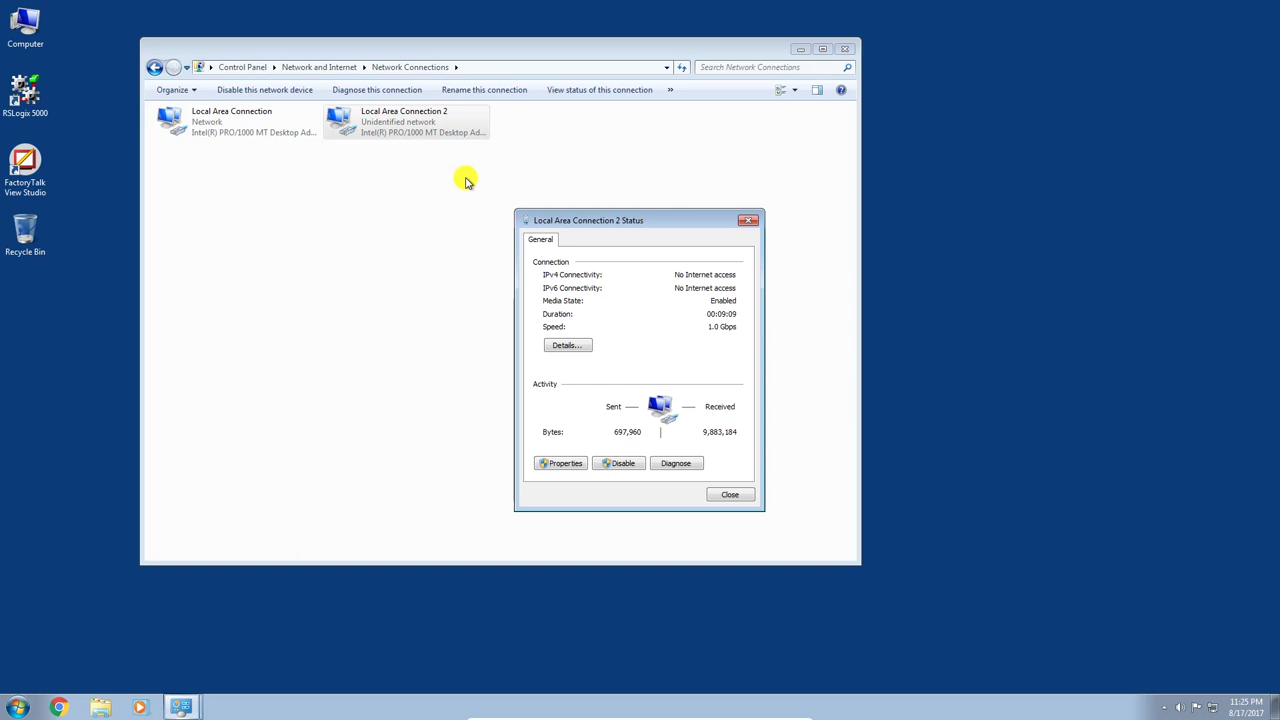 Computer
RSLogix 5000
FactoryTalk
View Studio
Recycle Bin
Control Panel
Network and Internet
Network Connections
Search Network Connections
Organize
Disable this network device
Diagnose this connection
Rename this connection
View status of this connection
»
Local Area Connection
Network
Intel(R) PRO/1000 MT Desktop Ad...
Local Area Connection 2
Unidentified network
Intel(R) PRO/1000 MT Desktop Ad...
Local Area Connection 2 Status
General
Connection
IPv4 Connectivity: No Internet access
IPv6 Connectivity: No Internet access
Media State: Enabled
Duration: 00:09:09
Speed: 1.0 Gbps
Details...
Activity
Sent Received
Bytes: 697,960 9,883,184
Properties Disable Diagnose
Close
11:25 PM
8/17/2017